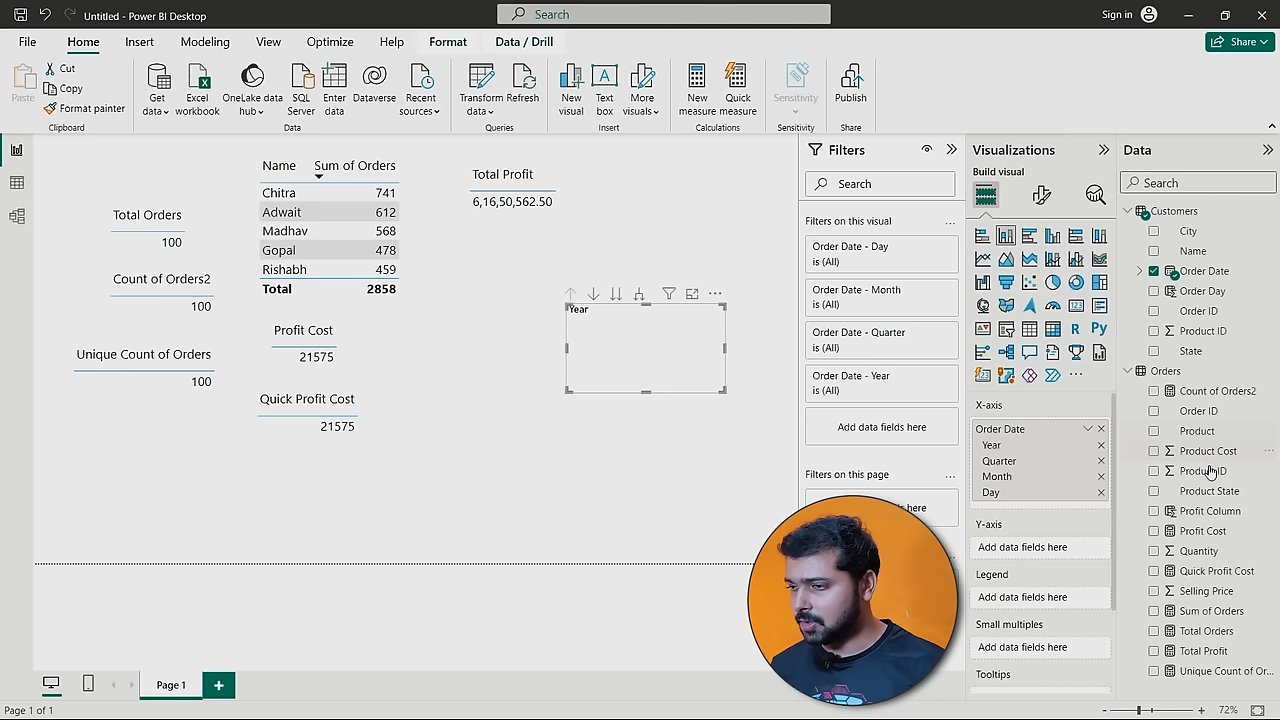 Untitled - Power BI Desktop
Search
Sign in
File Home Insert Modeling View Optimize Help Format Data / Drill
Share
Paste
Cut
Copy
Format painter
Clipboard
Get data
Excel workbook
OneLake data hub
SQL Server
Enter data
Dataverse
Recent sources
Data
Transform data
Refresh
Queries
New visual
Text box
More visuals
Insert
New measure
Quick measure
Calculations
Sensitivity
Sensitivity
Publish
Share
Total Orders
100
Count of Orders2
100
Unique Count of Orders
100
Name Sum of Orders
Chitra 741
Adwait 612
Madhav 568
Gopal 478
Rishabh 459
Total 2858
Profit Cost
21575
Quick Profit Cost
21575
Total Profit
6,16,50,562.50
Year
Filters
Search
Filters on this visual
Order Date - Day
is (All)
Order Date - Month
is (All)
Order Date - Quarter
is (All)
Order Date - Year
is (All)
Add data fields here
Filters on this page
here
Visualizations
Build visual
R Py
X-axis
Order Date
Year
Quarter
Month
Day
Y-axis
Add data fields here
Legend
Add data fields here
Small multiples
Add data fields here
Tooltips
Data
Search
Customers
City
Name
Order Date
Order Day
Order ID
Product ID
State
Orders
Count of Orders2
Order ID
Product
Product Cost
Product ID
Product State
Profit Column
Profit Cost
Quantity
Quick Profit Cost
Selling Price
Sum of Orders
Total Orders
Total Profit
Unique Count of Or...
Page 1
Page 1 of 1
72%